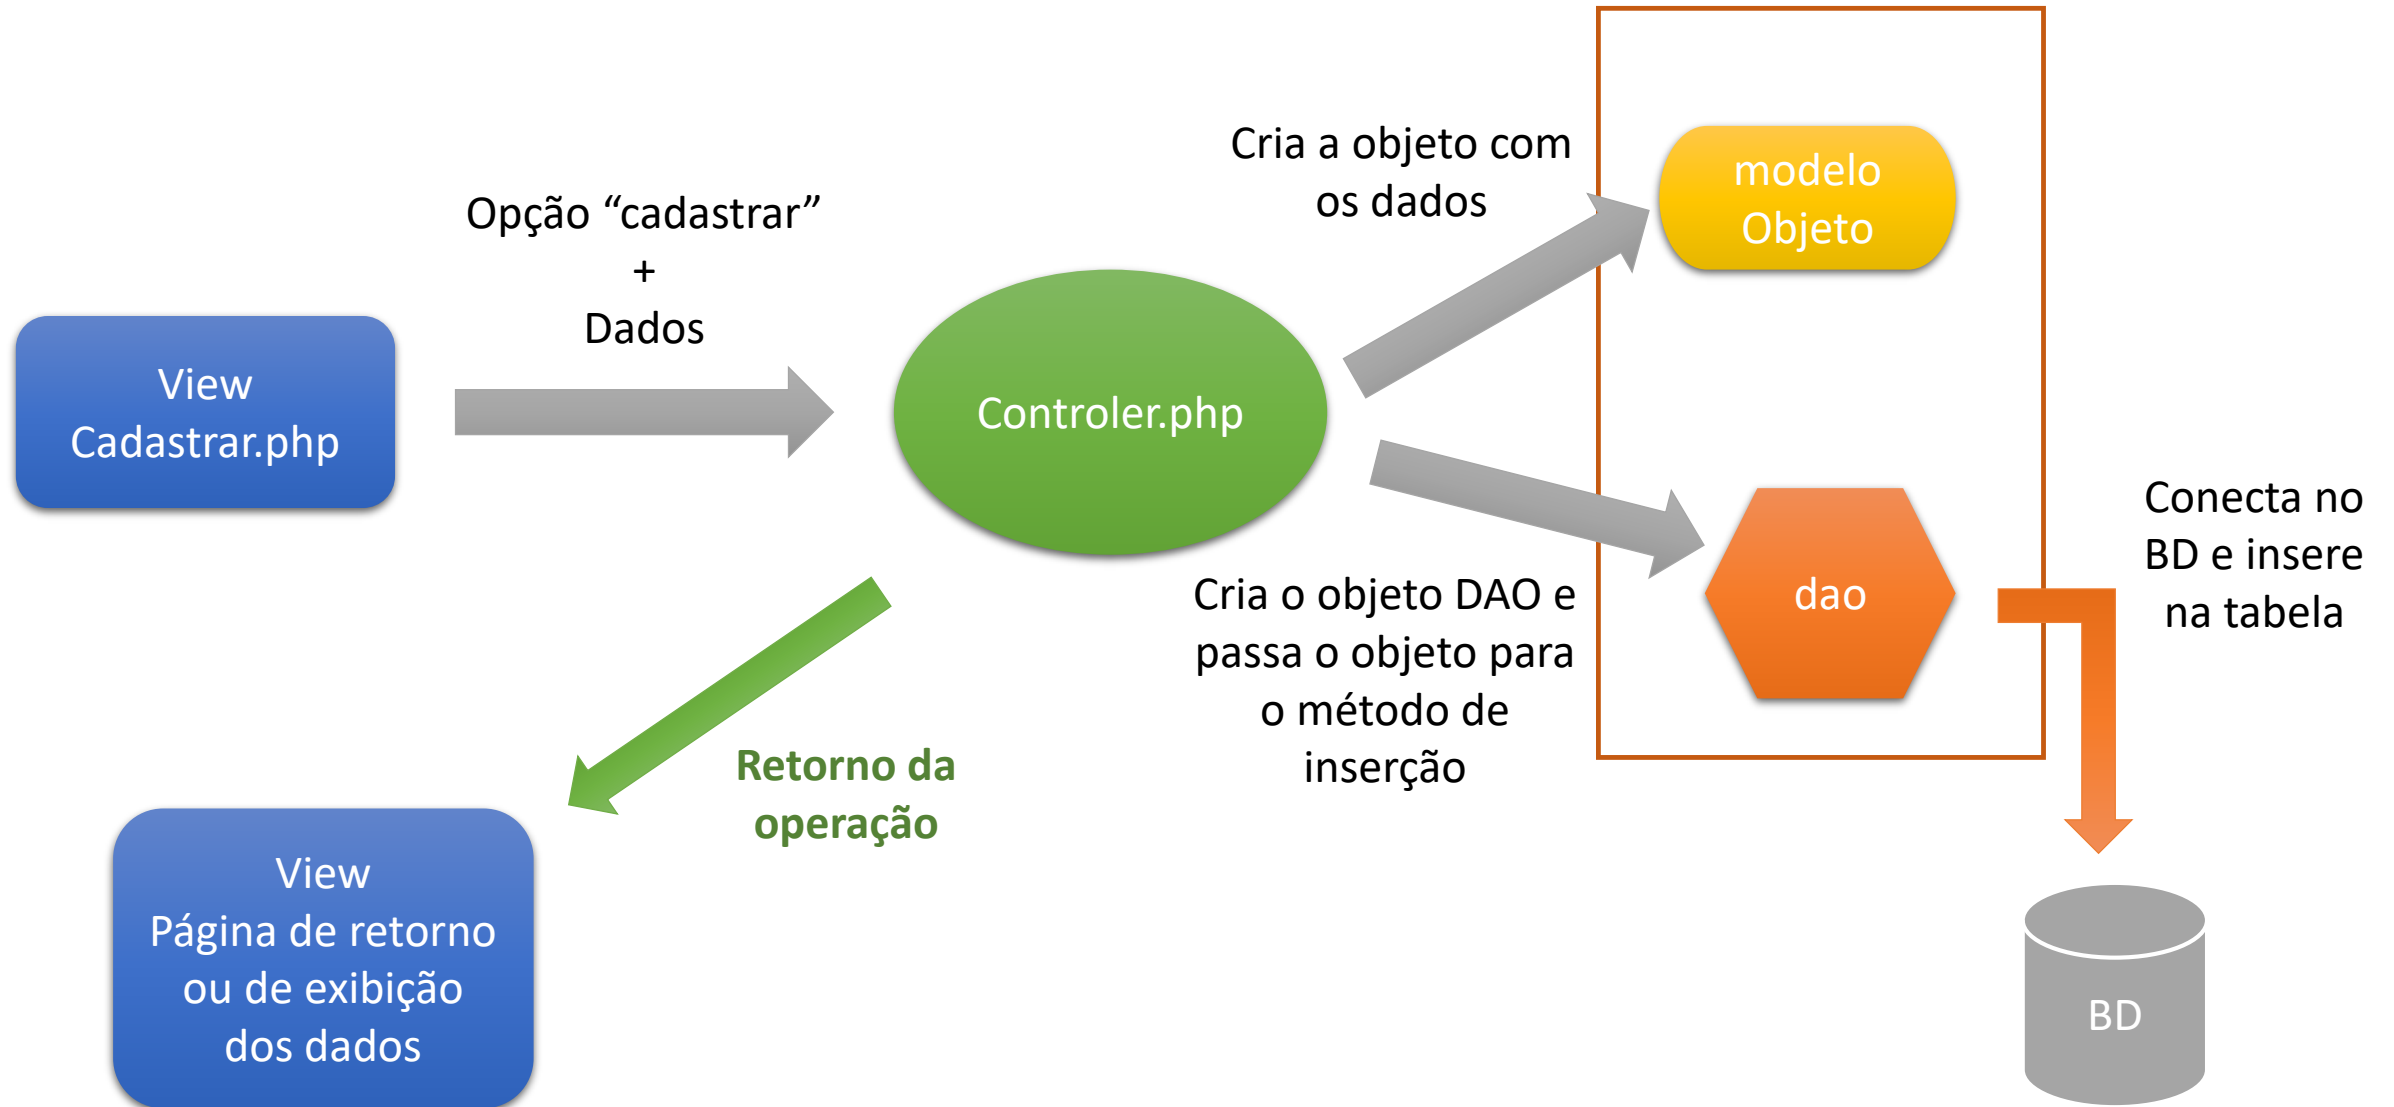 View
Cadastrar.php
Opção “cadastrar”
+
Dados
Controler.php
Cria a objeto com
os dados
modelo
Objeto
Cria o objeto DAO e
passa o objeto para
o método de
inserção
dao
Conecta no
BD e insere
na tabela
BD
Retorno da
operação
View
Página de retorno
ou de exibição
dos dados